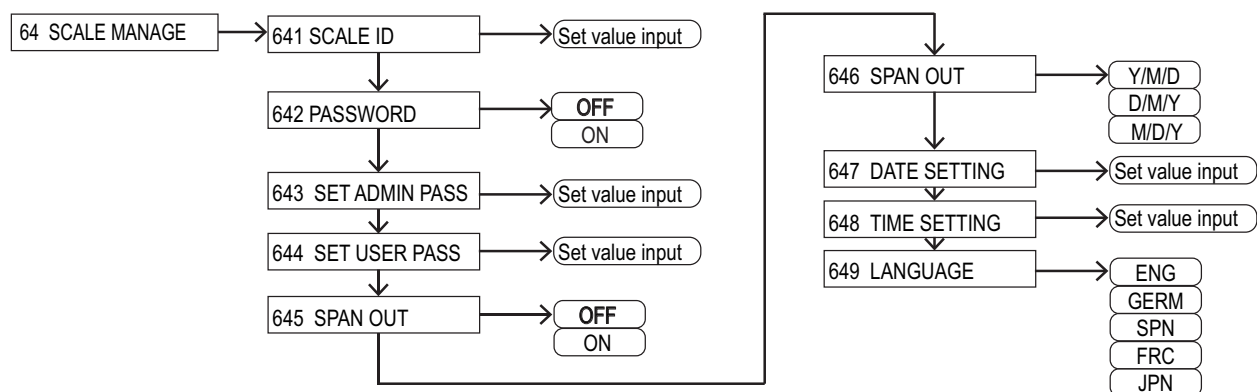 64 SCALE MANAGE
641 SCALE ID
Set value input
642 PASSWORD
OFF
ON
643 SET ADMIN PASS
Set value input
644 SET USER PASS
Set value input
645 SPAN OUT
OFF
ON
646 SPAN OUT
Y/M/D
D/M/Y
M/D/Y
647 DATE SETTING
Set value input
648 TIME SETTING
Set value input
649 LANGUAGE
ENG
GERM
SPN
FRC
JPN